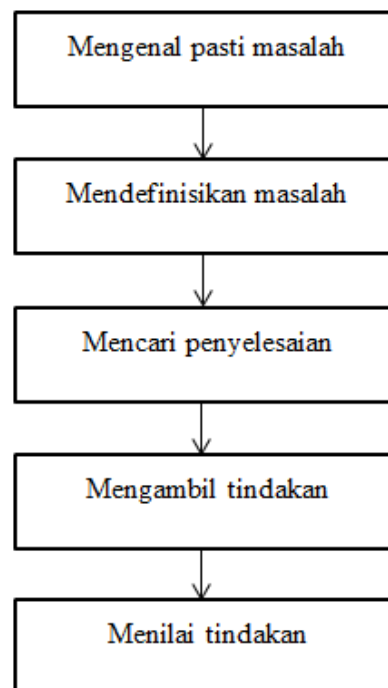 Mengenal pasti masalah
Mendefinisikan masalah
Mencari penyelesaian
Mengambil tindakan
Menilai tindakan